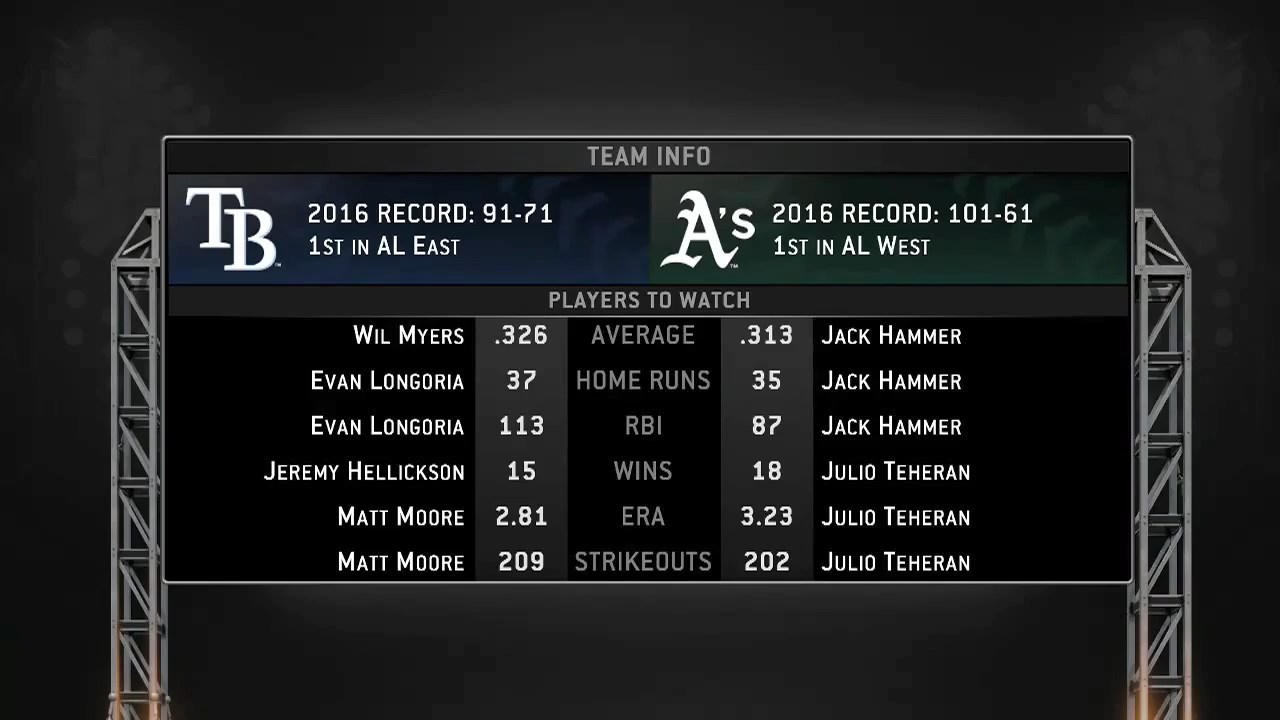 TEAM INFO
TB™ 2016 RECORD: 91-71
1ST IN AL EAST
A's™ 2016 RECORD: 101-61
1ST IN AL WEST
PLAYERS TO WATCH
WIL MYERS .326 AVERAGE .313 JACK HAMMER
EVAN LONGORIA 37 HOME RUNS 35 JACK HAMMER
EVAN LONGORIA 113 RBI 87 JACK HAMMER
JEREMY HELLICKSON 15 WINS 18 JULIO TEHERAN
MATT MOORE 2.81 ERA 3.23 JULIO TEHERAN
MATT MOORE 209 STRIKEOUTS 202 JULIO TEHERAN